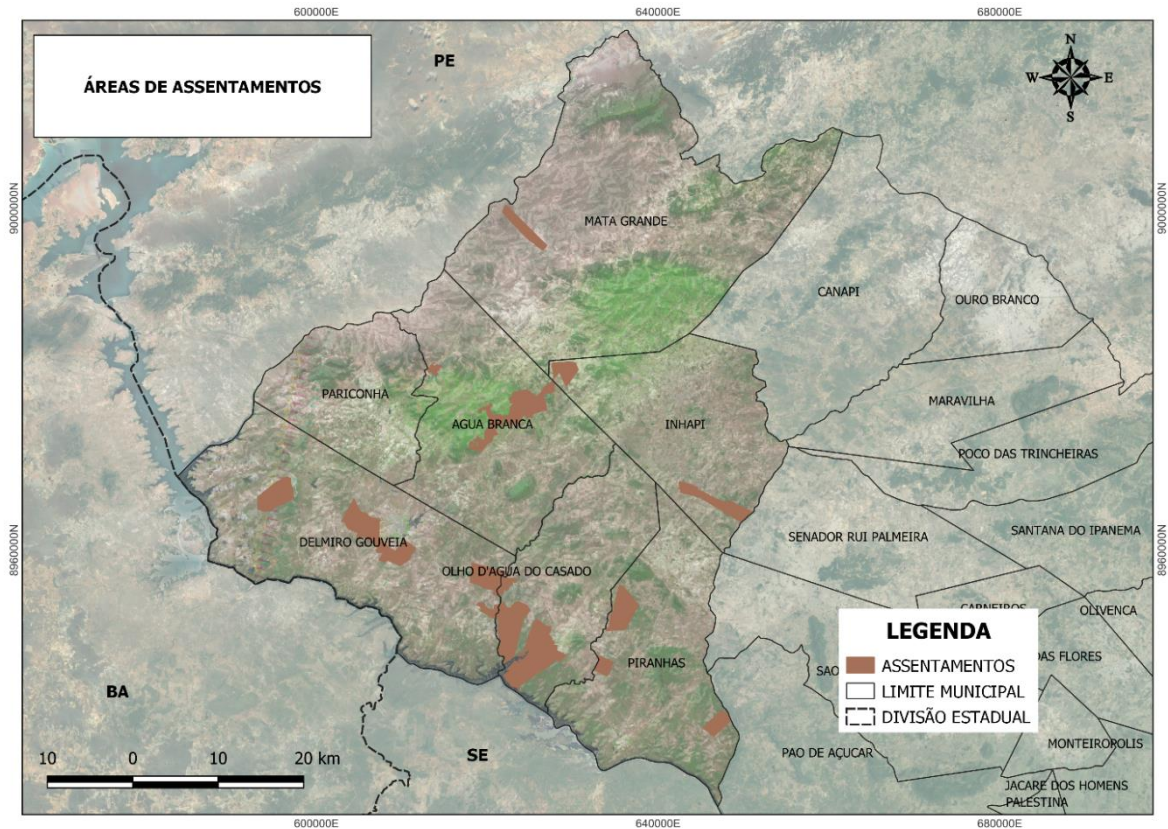 600000E
640000E
680000E
ÁREAS DE ASSENTAMENTOS
PE
N
W
E
S
9000000N
9000000N
MATA GRANDE
CANAPI
OURO BRANCO
PARICONHA
MARAVILHA
AGUA BRANCA
INHAPI
POCO DAS TRINCHEIRAS
DELMIRO GOUVEIA
SENADOR RUI PALMEIRA
SANTANA DO IPANEMA
8960000N
8960000N
OLHO D'AGUA DO CASADO
CARNEIROS
OLIVENCA
LEGENDA
ASSENTAMENTOS
LIMITE MUNICIPAL
DIVISÃO ESTADUAL
DAS FLORES
PIRANHAS
SAO
BA
SE
MONTEIROPOLIS
PAO DE AÇUCAR
JACARE DOS HOMENS
PALESTINA
10
0
10
20 km
600000E
640000E
680000E